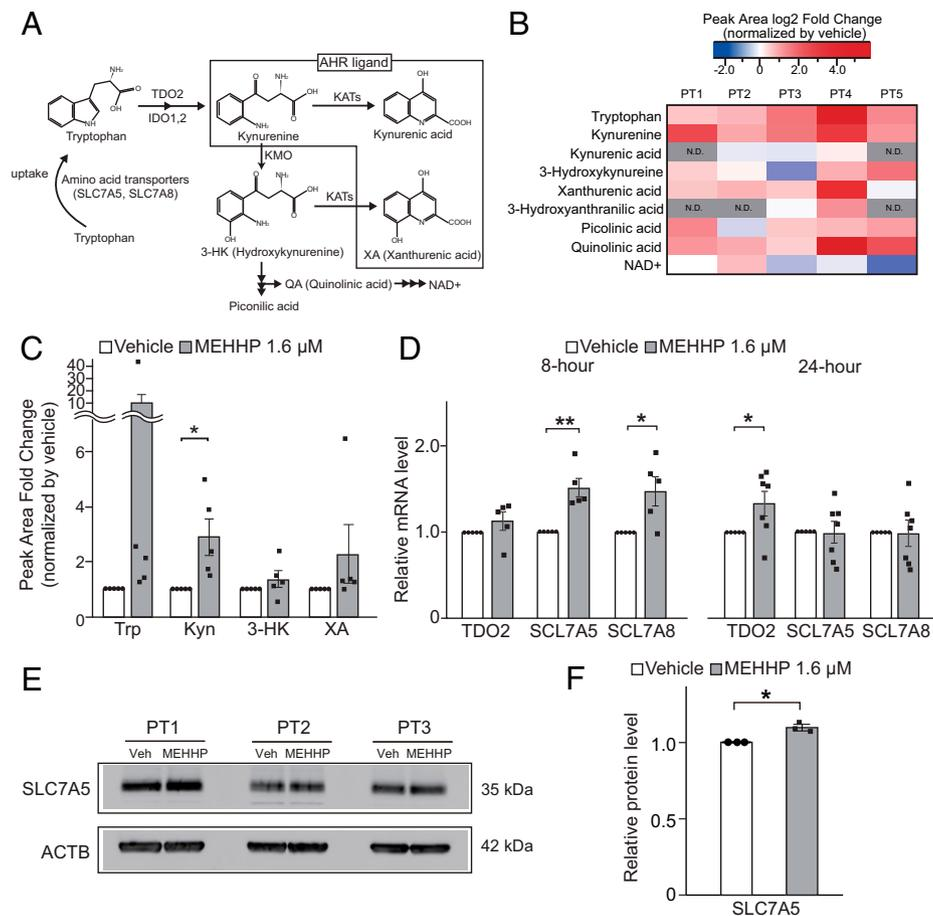 A
AHR ligand
NH₂
O
OH
NH
Tryptophan
TDO2
IDO1,2
O
NH₂
OH
O
NH₂
Kynurenine
KATs
OH
N
COOH
Kynurenic acid
KMO
uptake
Amino acid transporters
(SLC7A5, SLC7A8)
Tryptophan
O
NH₂
OH
O
NH₂
OH
3-HK (Hydroxykynurenine)
KATs
OH
N
COOH
OH
XA (Xanthurenic acid)
QA (Quinolinic acid)
NAD+
Piconilic acid
B
Peak Area log2 Fold Change
(normalized by vehicle)
-2.0 0 2.0 4.0
PT1 PT2 PT3 PT4 PT5
Tryptophan
Kynurenine
Kynurenic acid N.D. N.D.
3-Hydroxykynureine
Xanthurenic acid
3-Hydroxyanthranilic acid N.D. N.D. N.D.
Picolinic acid
Quinolinic acid
NAD+
C
Vehicle MEHHP 1.6 μM
Peak Area Fold Change
(normalized by vehicle)
40
30
20
10
6
4
2
0
*
Trp Kyn 3-HK XA
D
Vehicle MEHHP 1.6 μM
8-hour 24-hour
Relative mRNA level
2.0
1.0
0
** * *
TDO2 SCL7A5 SCL7A8 TDO2 SCL7A5 SCL7A8
E
PT1 PT2 PT3
Veh MEHHP Veh MEHHP Veh MEHHP
SLC7A5 35 kDa
ACTB 42 kDa
F
Vehicle MEHHP 1.6 μM
Relative protein level
1.0
0.5
0
*
SLC7A5